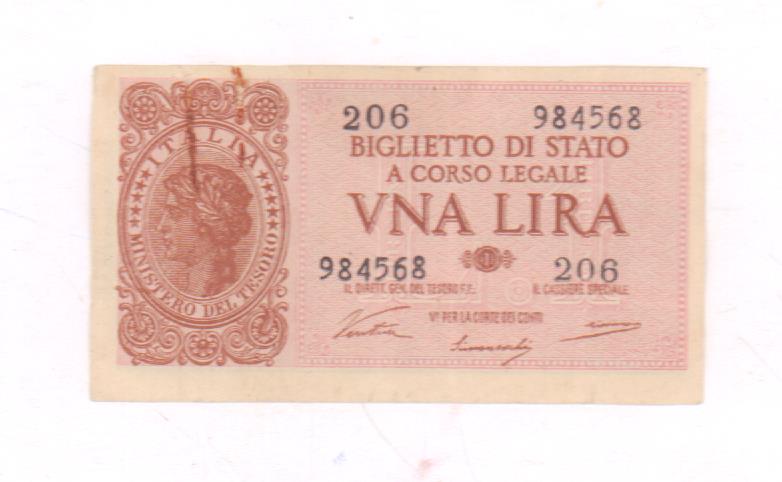 206 984568
BIGLIETTO DI STATO
A CORSO LEGALE
VNA LIRA
984568 206
IL DIRETT. GEN. DEL TESORO F.F. IL CASSIERE SPECIALE
Vº PER LA CORTE DEI CONTI
Ventura
ITALIA
MINISTERO DEL TESORO